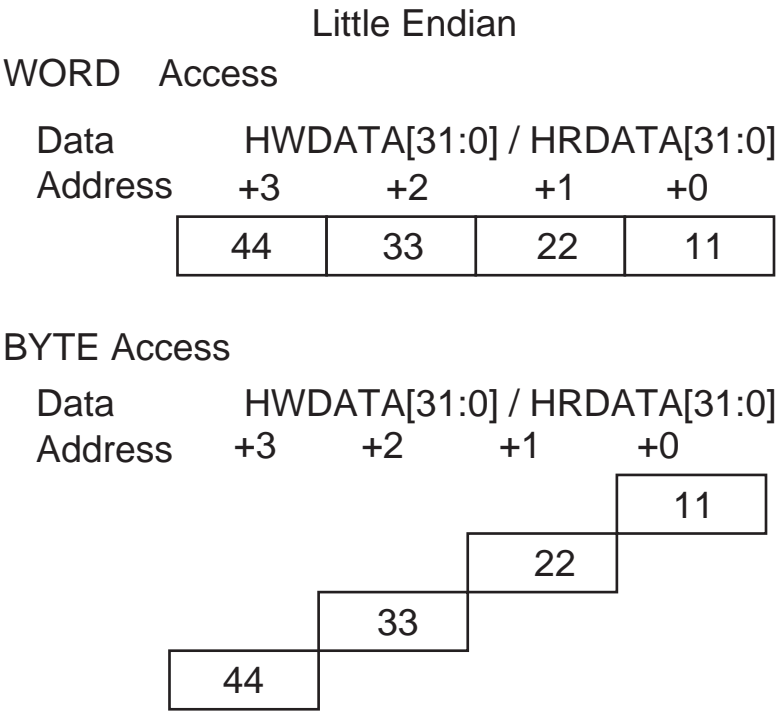 Little Endian
WORD Access
Data HWDATA[31:0] / HRDATA[31:0]
Address +3 +2 +1 +0
44 33 22 11
BYTE Access
Data HWDATA[31:0] / HRDATA[31:0]
Address +3 +2 +1 +0
11
22
33
44